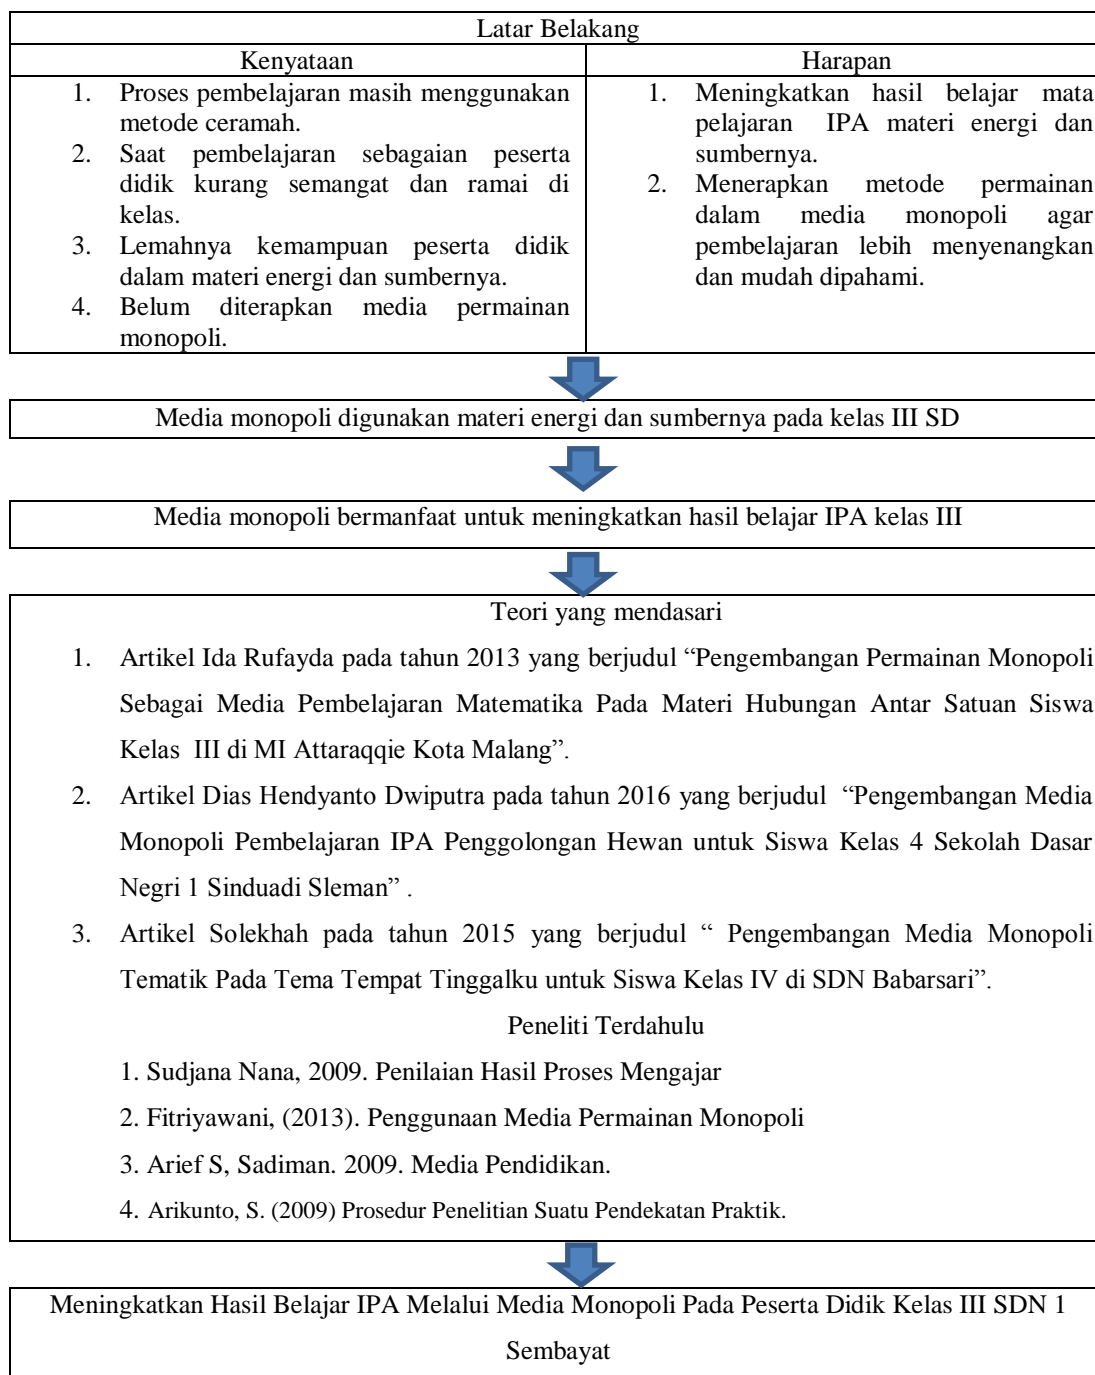 Latar Belakang
Kenyataan
Harapan
1. Proses pembelajaran masih menggunakan
metode ceramah.
2. Saat pembelajaran sebagaian peserta
didik kurang semangat dan ramai di
kelas.
3. Lemahnya kemampuan peserta didik
dalam materi energi dan sumbernya.
4. Belum diterapkan media permainan
monopoli.
1. Meningkatkan hasil belajar mata
pelajaran IPA materi energi dan
sumbernya.
2. Menerapkan metode permainan
dalam media monopoli agar
pembelajaran lebih menyenangkan
dan mudah dipahami.
Media monopoli digunakan materi energi dan sumbernya pada kelas III SD
Media monopoli bermanfaat untuk meningkatkan hasil belajar IPA kelas III
Teori yang mendasari
1. Artikel Ida Rufayda pada tahun 2013 yang berjudul “Pengembangan Permainan Monopoli
Sebagai Media Pembelajaran Matematika Pada Materi Hubungan Antar Satuan Siswa
Kelas III di MI Attaraqqie Kota Malang”.
2. Artikel Dias Hendyanto Dwiputra pada tahun 2016 yang berjudul “Pengembangan Media
Monopoli Pembelajaran IPA Penggolongan Hewan untuk Siswa Kelas 4 Sekolah Dasar
Negri 1 Sinduadi Sleman” .
3. Artikel Solekhah pada tahun 2015 yang berjudul “ Pengembangan Media Monopoli
Tematik Pada Tema Tempat Tinggalku untuk Siswa Kelas IV di SDN Babarsari”.
Peneliti Terdahulu
1. Sudjana Nana, 2009. Penilaian Hasil Proses Mengajar
2. Fitriyawani, (2013). Penggunaan Media Permainan Monopoli
3. Arief S, Sadiman. 2009. Media Pendidikan.
4. Arikunto, S. (2009) Prosedur Penelitian Suatu Pendekatan Praktik.
Meningkatkan Hasil Belajar IPA Melalui Media Monopoli Pada Peserta Didik Kelas III SDN 1
Sembayat